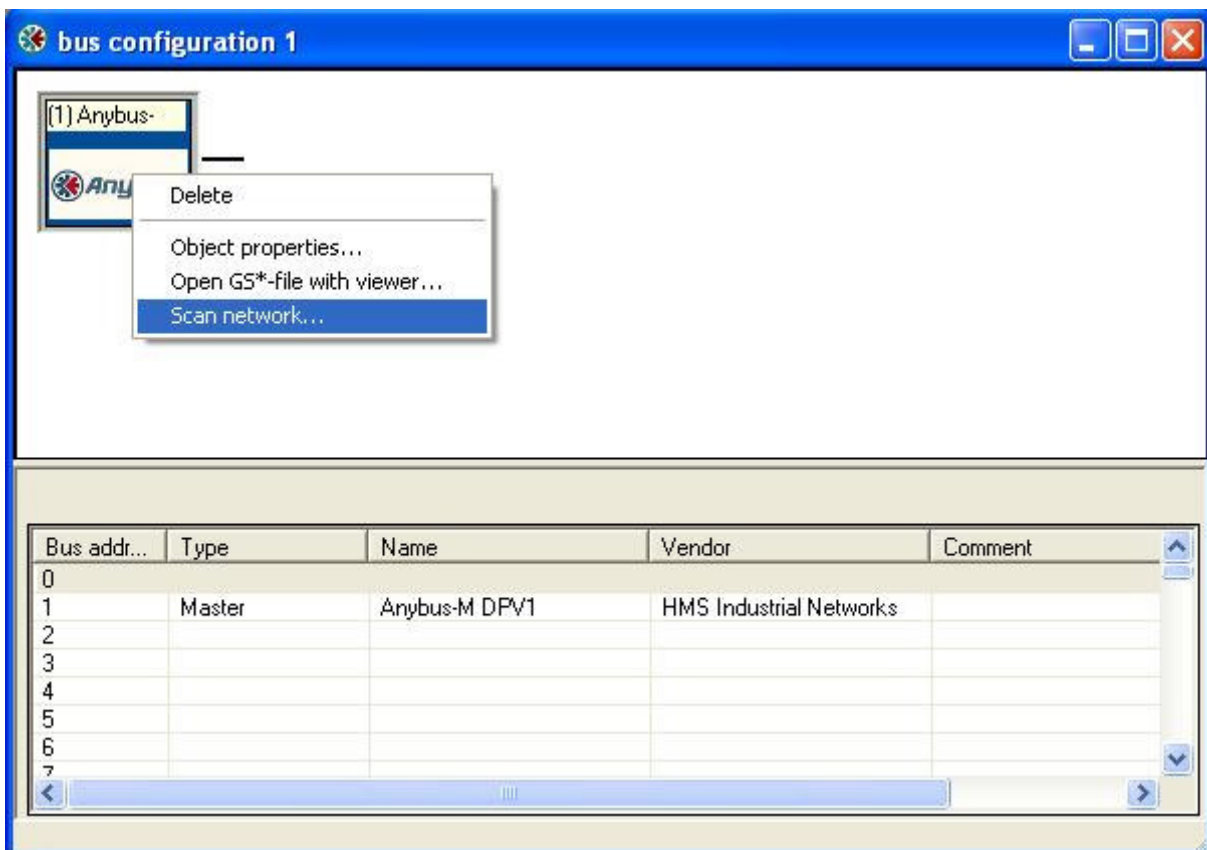 bus configuration 1
(1) Anybus-
Any
Delete
Object properties...
Open GS*-file with viewer...
Scan network...
Bus addr... Type Name Vendor Comment
0
1 Master Anybus-M DPV1 HMS Industrial Networks
2
3
4
5
6
7